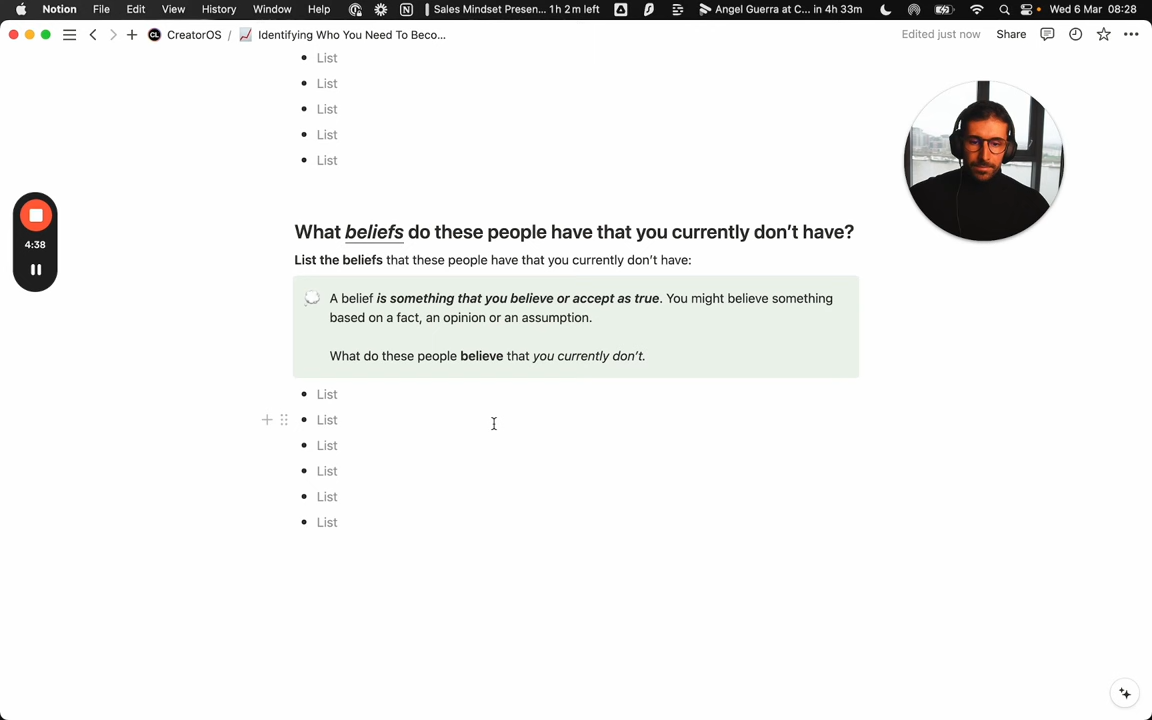 Notion File Edit View History Window Help Sales Mindset Presen... 1h 2m left Angel Guerra at C... in 4h 33m Wed 6 Mar 08:28
CreatorOS / Identifying Who You Need To Beco... Edited just now Share
List
List
List
List
List
4:38
What beliefs do these people have that you currently don’t have?
List the beliefs that these people have that you currently don’t have:
A belief is something that you believe or accept as true. You might believe something
based on a fact, an opinion or an assumption.
What do these people believe that you currently don’t.
List
List
List
List
List
List